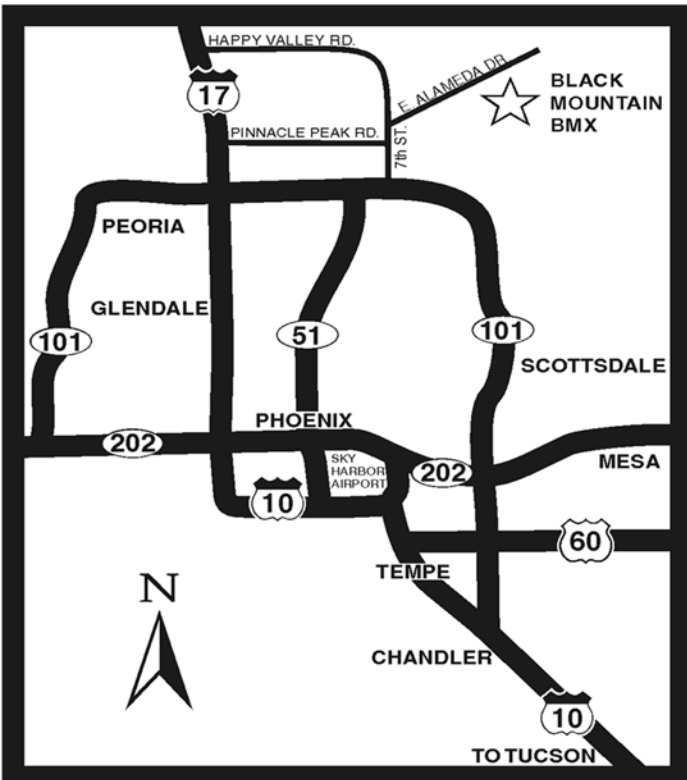 HAPPY VALLEY RD.
17
E. ALAMEDA DR.
BLACK
MOUNTAIN
BMX
PINNACLE PEAK RD.
7th ST.
PEORIA
GLENDALE
101
51
101
SCOTTSDALE
PHOENIX
202
SKY
HARBOR
AIRPORT
202
MESA
10
60
TEMPE
N
CHANDLER
10
TO TUCSON